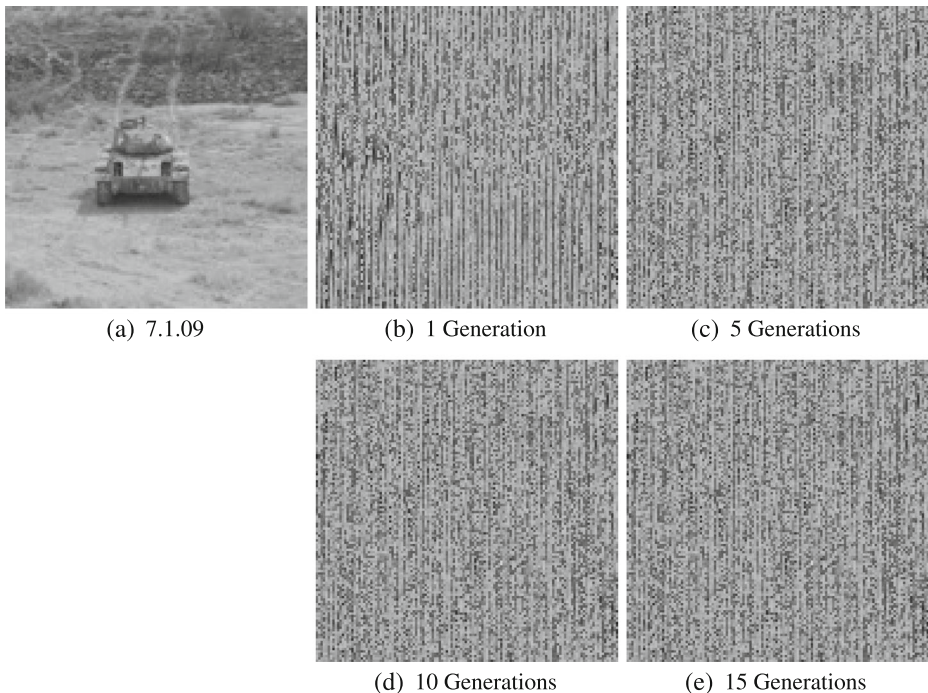 (a) 7.1.09
(b) 1 Generation
(c) 5 Generations
(d) 10 Generations
(e) 15 Generations